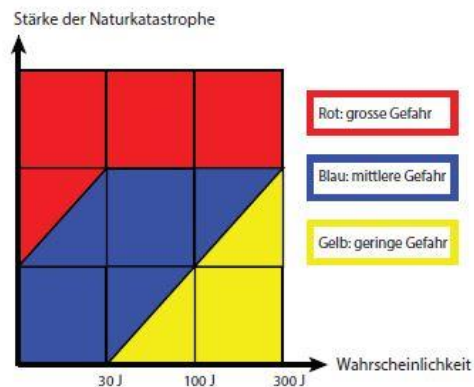 Stärke der Naturkatastrophe
Rot: grosse Gefahr
Blau: mittlere Gefahr
Gelb: geringe Gefahr
Wahrscheinlichkeit
30 J
100 J
300 J